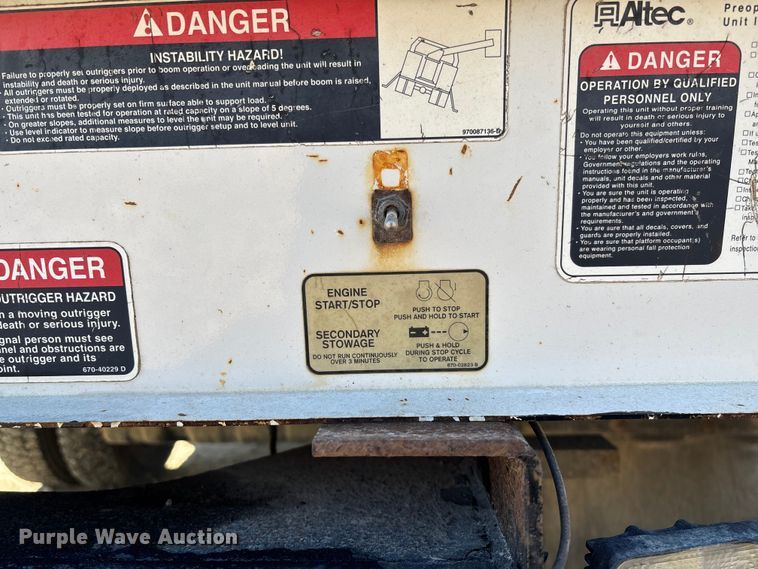 DANGER
INSTABILITY HAZARD!
Failure to properly set outriggers prior to boom operation or overloading the unit will result in
instability and death or serious injury.
• All outriggers must be properly deployed as described in the unit manual before boom is raised,
extended or rotated.
• Outriggers must be properly set on firm surface able to support load.
• This unit has been tested for operation at rated capacity on a slope of 5 degrees.
• On greater slopes, additional measures to level the unit may be required.
• Use level indicator to measure slope before outrigger setup and to level unit.
• Do not exceed rated capacity.
970087136-B
Altec
Preop
Unit I
DANGER
OPERATION BY QUALIFIED
PERSONNEL ONLY
Operating this unit without proper training
will result in death or serious injury to
yourself and others.
Do not operate this equipment unless:
• You have been qualified/certified by your
employer or other.
• You follow your employers work rules,
Government regulations and the operating
instructions found in the manufacturer's
manuals, unit decals and other material
provided with this unit.
• You are sure the unit is operating
properly and has been inspected,
maintained and tested in accordance with
the manufacturer's and government's
requirements.
• You are sure that all decals, covers, and
guards are properly installed.
• You are sure that platform occupant(s)
are wearing personal fall protection
equipment.
Refer to
inspection
DANGER
OUTRIGGER HAZARD
n a moving outrigger
death or serious injury.
gnal person must see
nel and obstructions are
e outrigger and its
oint.
670-40229 D
ENGINE
START/STOP
PUSH TO STOP
PUSH AND HOLD TO START
SECONDARY
STOWAGE
DO NOT RUN CONTINUOUSLY
OVER 3 MINUTES
PUSH & HOLD
DURING STOP CYCLE
TO OPERATE
670-02823 B
Purple Wave Auction